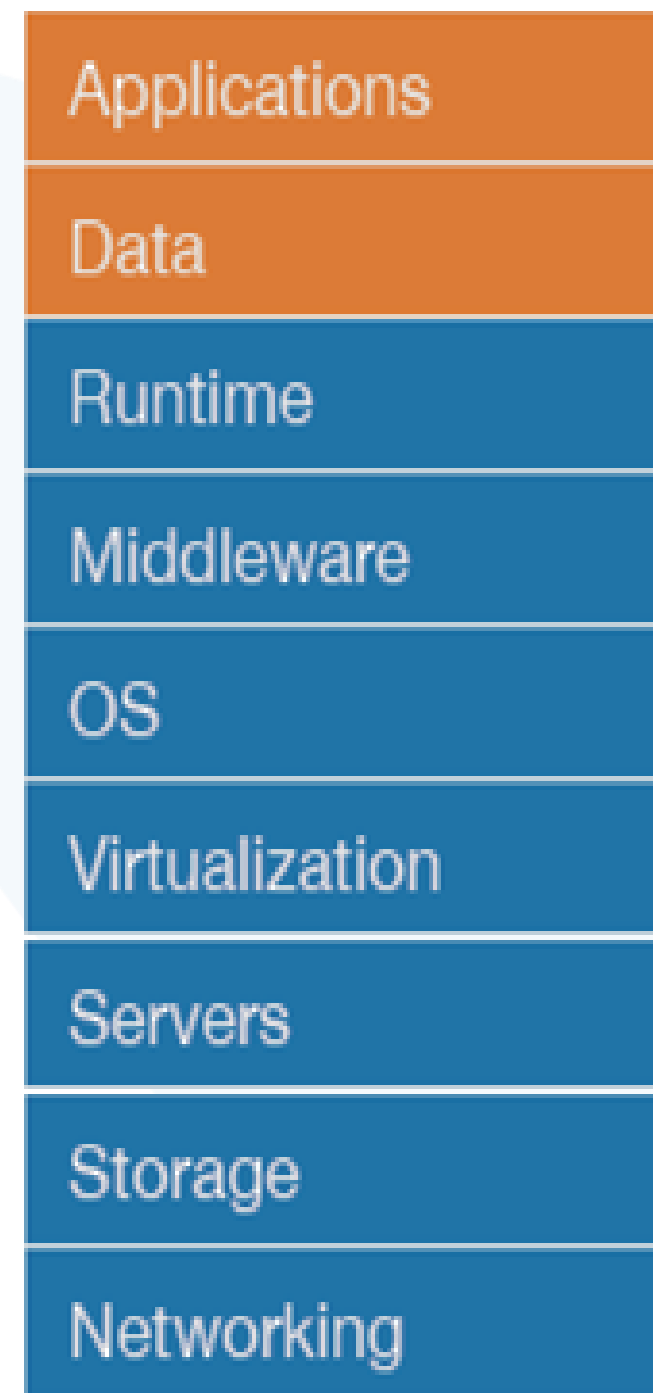 Applications
Data
Runtime
Middleware
OS
Virtualization
Servers
Storage
Networking